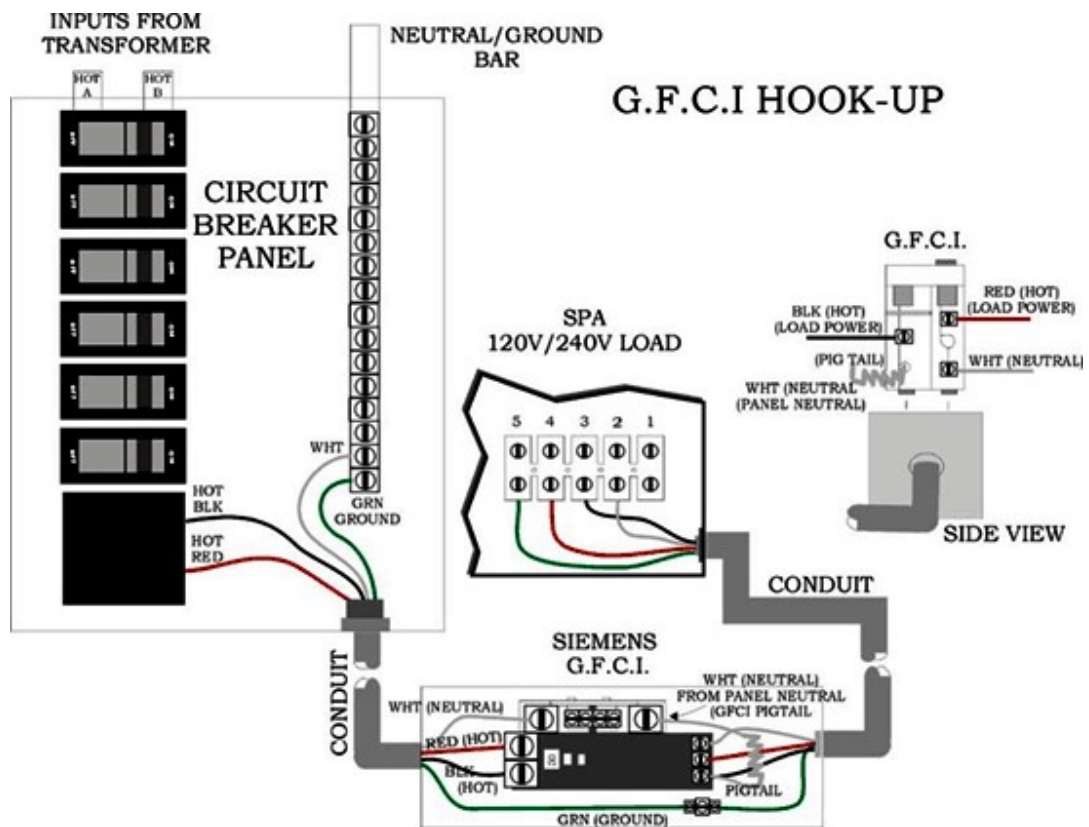 INPUTS FROM
TRANSFORMER
HOT
A
HOT
B
NEUTRAL/GROUND
BAR
G.F.C.I HOOK-UP
CIRCUIT
BREAKER
PANEL
G.F.C.I.
RED (HOT)
(LOAD POWER)
BLK (HOT)
(LOAD POWER)
(PIG TAIL)
WHT (NEUTRAL)
WHT (NEUTRAL
(PANEL NEUTRAL)
SIDE VIEW
SPA
120V/240V LOAD
5 4 3 2 1
WHT
GRN
GROUND
HOT
BLK
HOT
RED
CONDUIT
CONDUIT
SIEMENS
G.F.C.I.
WHT (NEUTRAL)
FROM PANEL NEUTRAL
(GFCI PIGTAIL
WHT (NEUTRAL)
RED (HOT)
BLK
(HOT)
PIGTAIL
GRN (GROUND)